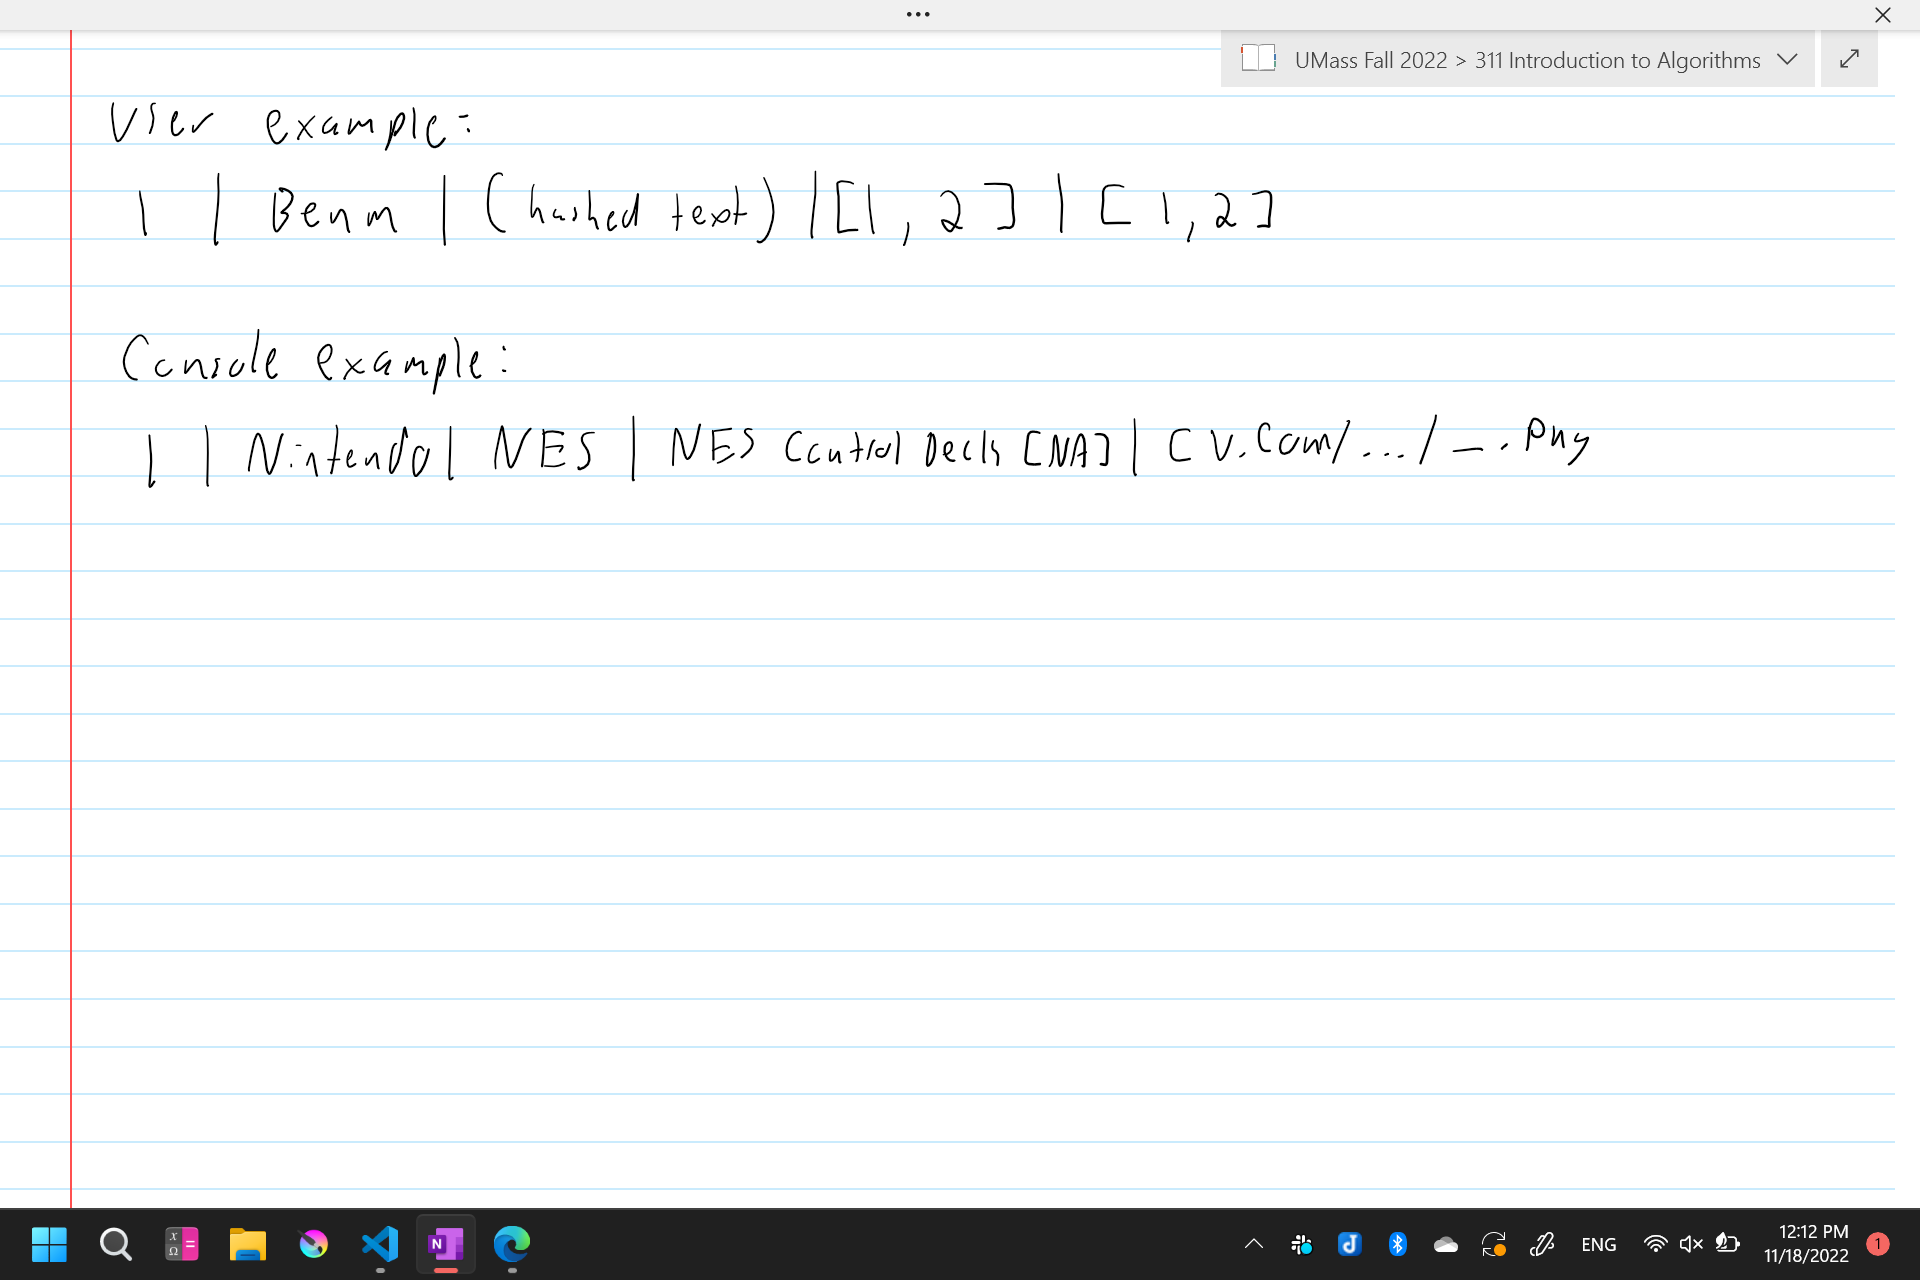 UMass Fall 2022 > 311 Introduction to Algorithms
User example:
1 | Benm | (hashed text) | [1, 2] | [1, 2]
Console example:
1 | Nintendo | NES | NES Control Deck [NA] | CV.com/.../_.png
ENG
12:12 PM
11/18/2022
1